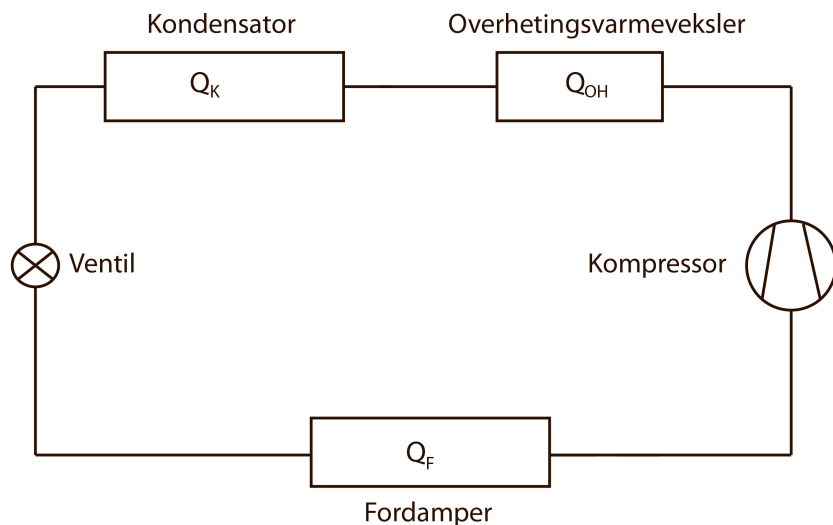 Kondensator
Overhetingsvarmeveksler
Q_K
Q_OH
Ventil
Kompressor
Q_F
Fordamper